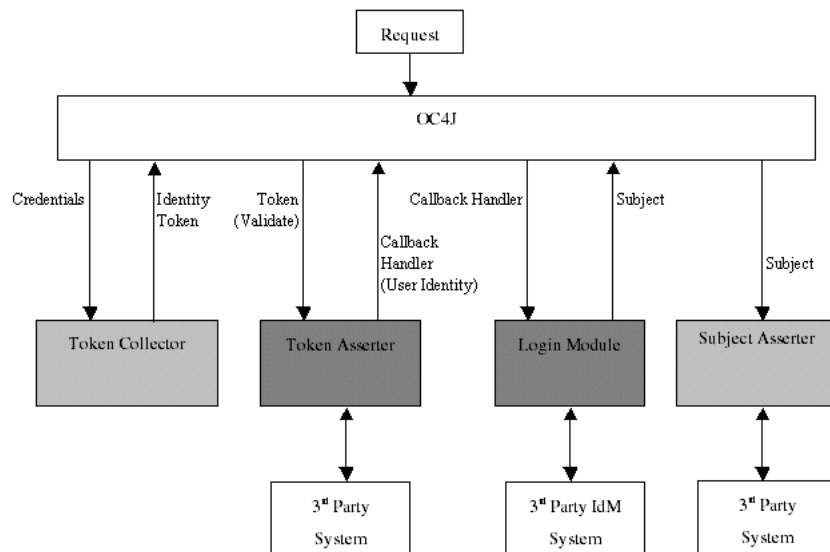 Request
OC4J
Credentials
Identity
Token
Token
(Validate)
Callback
Handler
(User Identity)
Callback Handler
Subject
Subject
Token Collector
Token Asserter
Login Module
Subject Asserter
3rd Party
System
3rd Party IdM
System
3rd Party
System